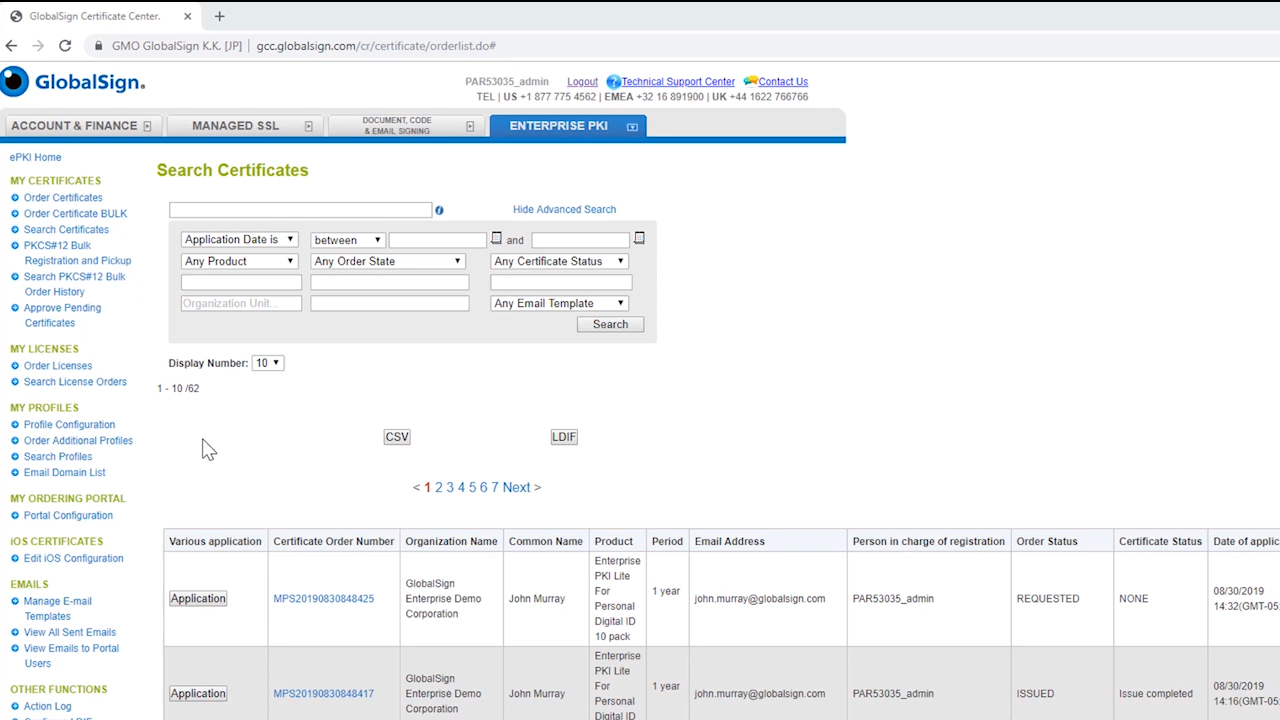 GlobalSign Certificate Center.
GMO GlobalSign K.K. [JP] gcc.globalsign.com/cr/certificate/orderlist.do#
GlobalSign.
PAR53035_admin Logout Technical Support Center Contact Us
TEL | US +1 877 775 4562 | EMEA +32 16 891900 | UK +44 1622 766766
ACCOUNT & FINANCE
MANAGED SSL
DOCUMENT, CODE
& EMAIL SIGNING
ENTERPRISE PKI
ePKI Home
MY CERTIFICATES
Order Certificates
Order Certificate BULK
Search Certificates
PKCS#12 Bulk
Registration and Pickup
Search PKCS#12 Bulk
Order History
Approve Pending
Certificates
MY LICENSES
Order Licenses
Search License Orders
MY PROFILES
Profile Configuration
Order Additional Profiles
Search Profiles
Email Domain List
MY ORDERING PORTAL
Portal Configuration
iOS CERTIFICATES
Edit iOS Configuration
EMAILS
Manage E-mail
Templates
View All Sent Emails
View Emails to Portal
Users
OTHER FUNCTIONS
Action Log
Search Certificates
Hide Advanced Search
Application Date is between and
Any Product Any Order State Any Certificate Status
Organization Unit... Any Email Template
Search
Display Number: 10
1 - 10 /62
CSV LDIF
< 1 2 3 4 5 6 7 Next >
Various application Certificate Order Number Organization Name Common Name Product Period Email Address Person in charge of registration Order Status Certificate Status Date of applic
Application
MPS20190830848425
GlobalSign
Enterprise Demo
Corporation
John Murray
Enterprise
PKI Lite
For
Personal
Digital ID
10 pack
1 year
john.murray@globalsign.com
PAR53035_admin
REQUESTED
NONE
08/30/2019
14:32(GMT-05:
Application
MPS20190830848417
GlobalSign
Enterprise Demo
Corporation
John Murray
Enterprise
PKI Lite
For
Personal
Digital ID
1 year
john.murray@globalsign.com
PAR53035_admin
ISSUED
Issue completed
08/30/2019
14:16(GMT-05: